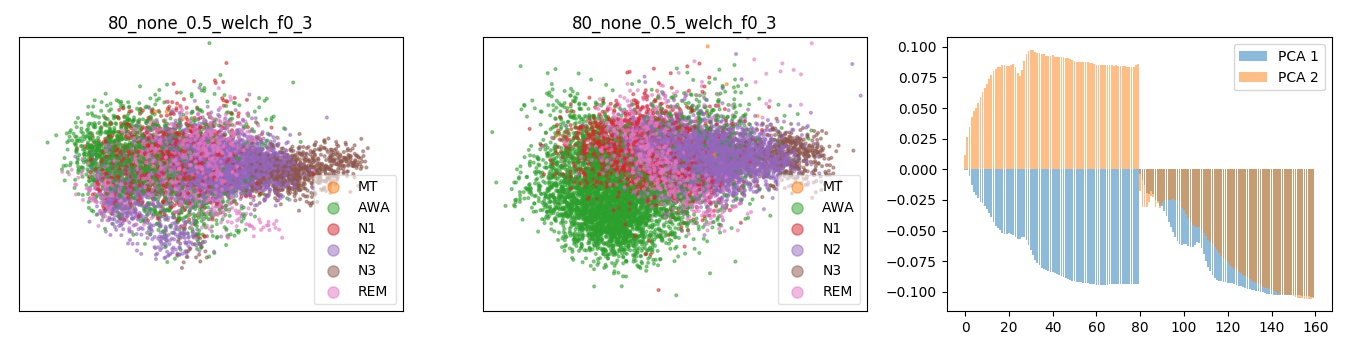 80_none_0.5_welch_f0_3
MT
AWA
N1
N2
N3
REM
80_none_0.5_welch_f0_3
MT
AWA
N1
N2
N3
REM
PCA 1
PCA 2
0.100
0.075
0.050
0.025
0.000
−0.025
−0.050
−0.075
−0.100
0 20 40 60 80 100 120 140 160